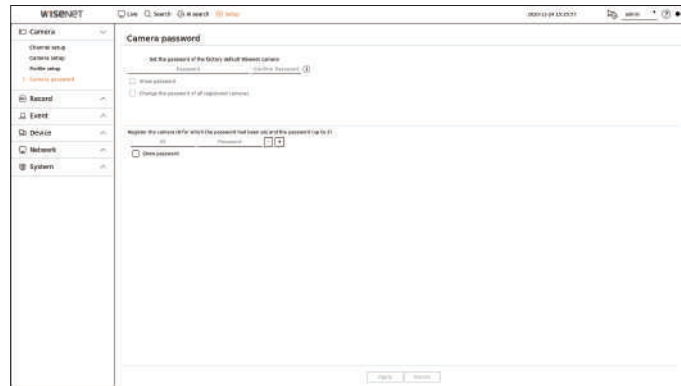 WISENET
Live Search AI search Setup
admin
Camera
Channel setup
Camera setup
Profile setup
Camera password
Record
Event
Device
Network
System
Camera password
Set the password of the factory default Wisenet camera
Password Confirm Password
Show password
Change the password of all registered cameras
Register the camera ID for which the password had been set and the password (up to 3)
ID Password - +
Show password
Apply